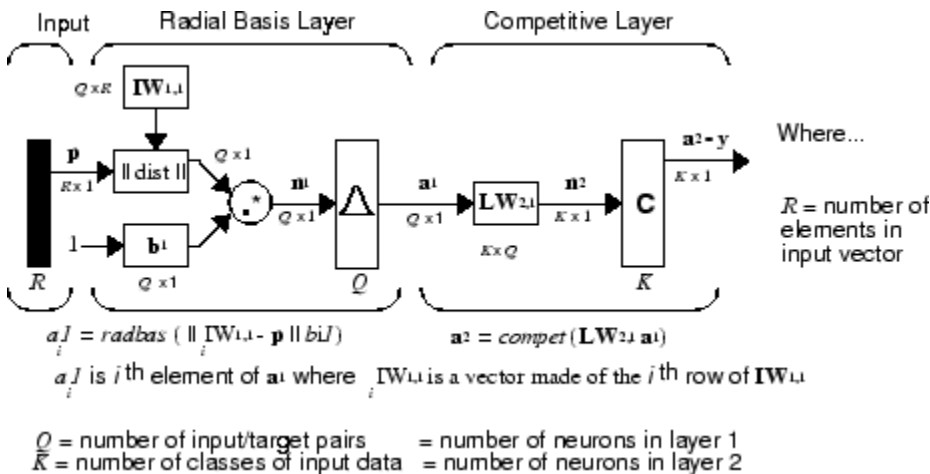 Input Radial Basis Layer Competitive Layer
Q x R IW1,1
p R x 1 || dist || Q x 1
.* n1 Q x 1 a1 Q x 1 LW2,1 K x Q n2 K x 1 C a2 = y K x 1
1 b1 Q x 1
R Q K
Where...
R = number of
elements in
input vector
ai1 = radbas ( || iIW1,1 - p || bi1) a2 = compet (LW2,1 a1)
ai1 is i th element of a1 where iIW1,1 is a vector made of the i th row of IW1,1
Q = number of input/target pairs = number of neurons in layer 1
K = number of classes of input data = number of neurons in layer 2